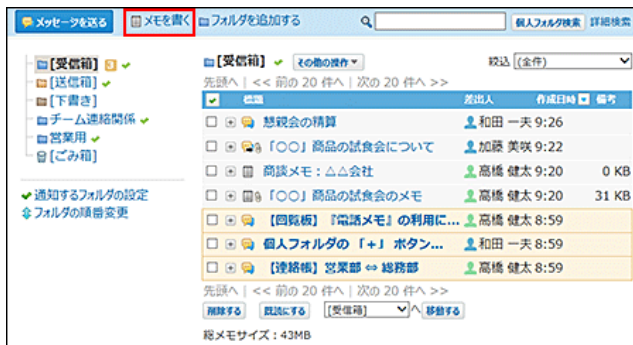 メッセージを送る メモを書く フォルダを追加する 個人フォルダ検索 詳細検索
[受信箱]
[送信箱]
[下書き]
チーム連絡関係
営業用
[ごみ箱]
通知するフォルダの設定
フォルダの順番変更
[受信箱] その他の操作 絞込 (全件)
先頭へ | << 前の 20 件へ | 次の 20 件へ >>
標題 差出人 作成日時 備考
懇親会の精算 和田 一夫 9:26
「○○」商品の試食会について 加藤 美咲 9:22
商談メモ:△△会社 高橋 健太 9:20 0 KB
「○○」商品の試食会のメモ 高橋 健太 9:20 31 KB
【回覧板】『電話メモ』の利用に... 高橋 健太 8:59
個人フォルダの「+」ボタン... 和田 一夫 8:59
【連絡帳】営業部 ⇔ 総務部 高橋 健太 8:59
先頭へ | << 前の 20 件へ | 次の 20 件へ >>
削除する 既読にする [受信箱] へ 移動する
総メモサイズ:43MB